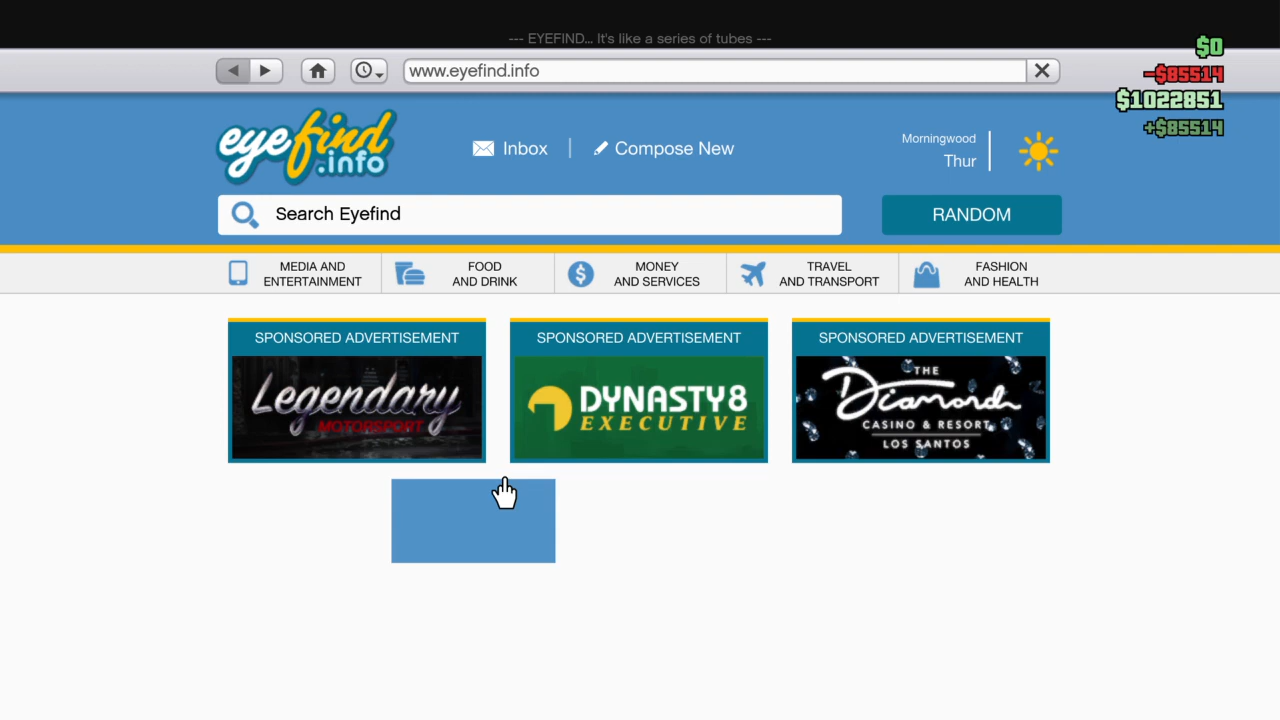 --- EYEFIND... It's like a series of tubes ---
$0
-$85514
$1022851
+$85514
www.eyefind.info
eyefind
.info
Inbox
Compose New
Morningwood
Thur
Search Eyefind
RANDOM
MEDIA AND
ENTERTAINMENT
FOOD
AND DRINK
MONEY
AND SERVICES
TRAVEL
AND TRANSPORT
FASHION
AND HEALTH
SPONSORED ADVERTISEMENT
Legendary
MOTORSPORT
SPONSORED ADVERTISEMENT
DYNASTY8
EXECUTIVE
SPONSORED ADVERTISEMENT
THE
Diamond
CASINO & RESORT
LOS SANTOS